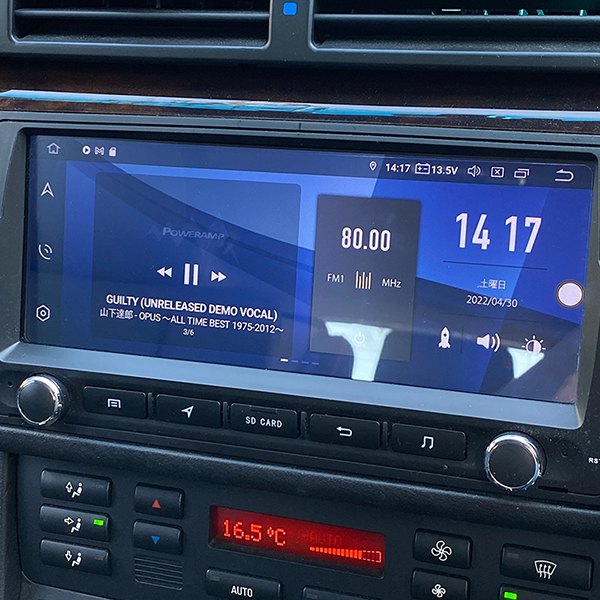 14:17 13.5V
POWERAMP
GUILTY (UNRELEASED DEMO VOCAL)
山下達郎 - OPUS 〜ALL TIME BEST 1975-2012〜
3/6
80.00
FM1 MHz
14 17
土曜日
2022/04/30
SD CARD
RST
16.5°C AUTO
AUTO